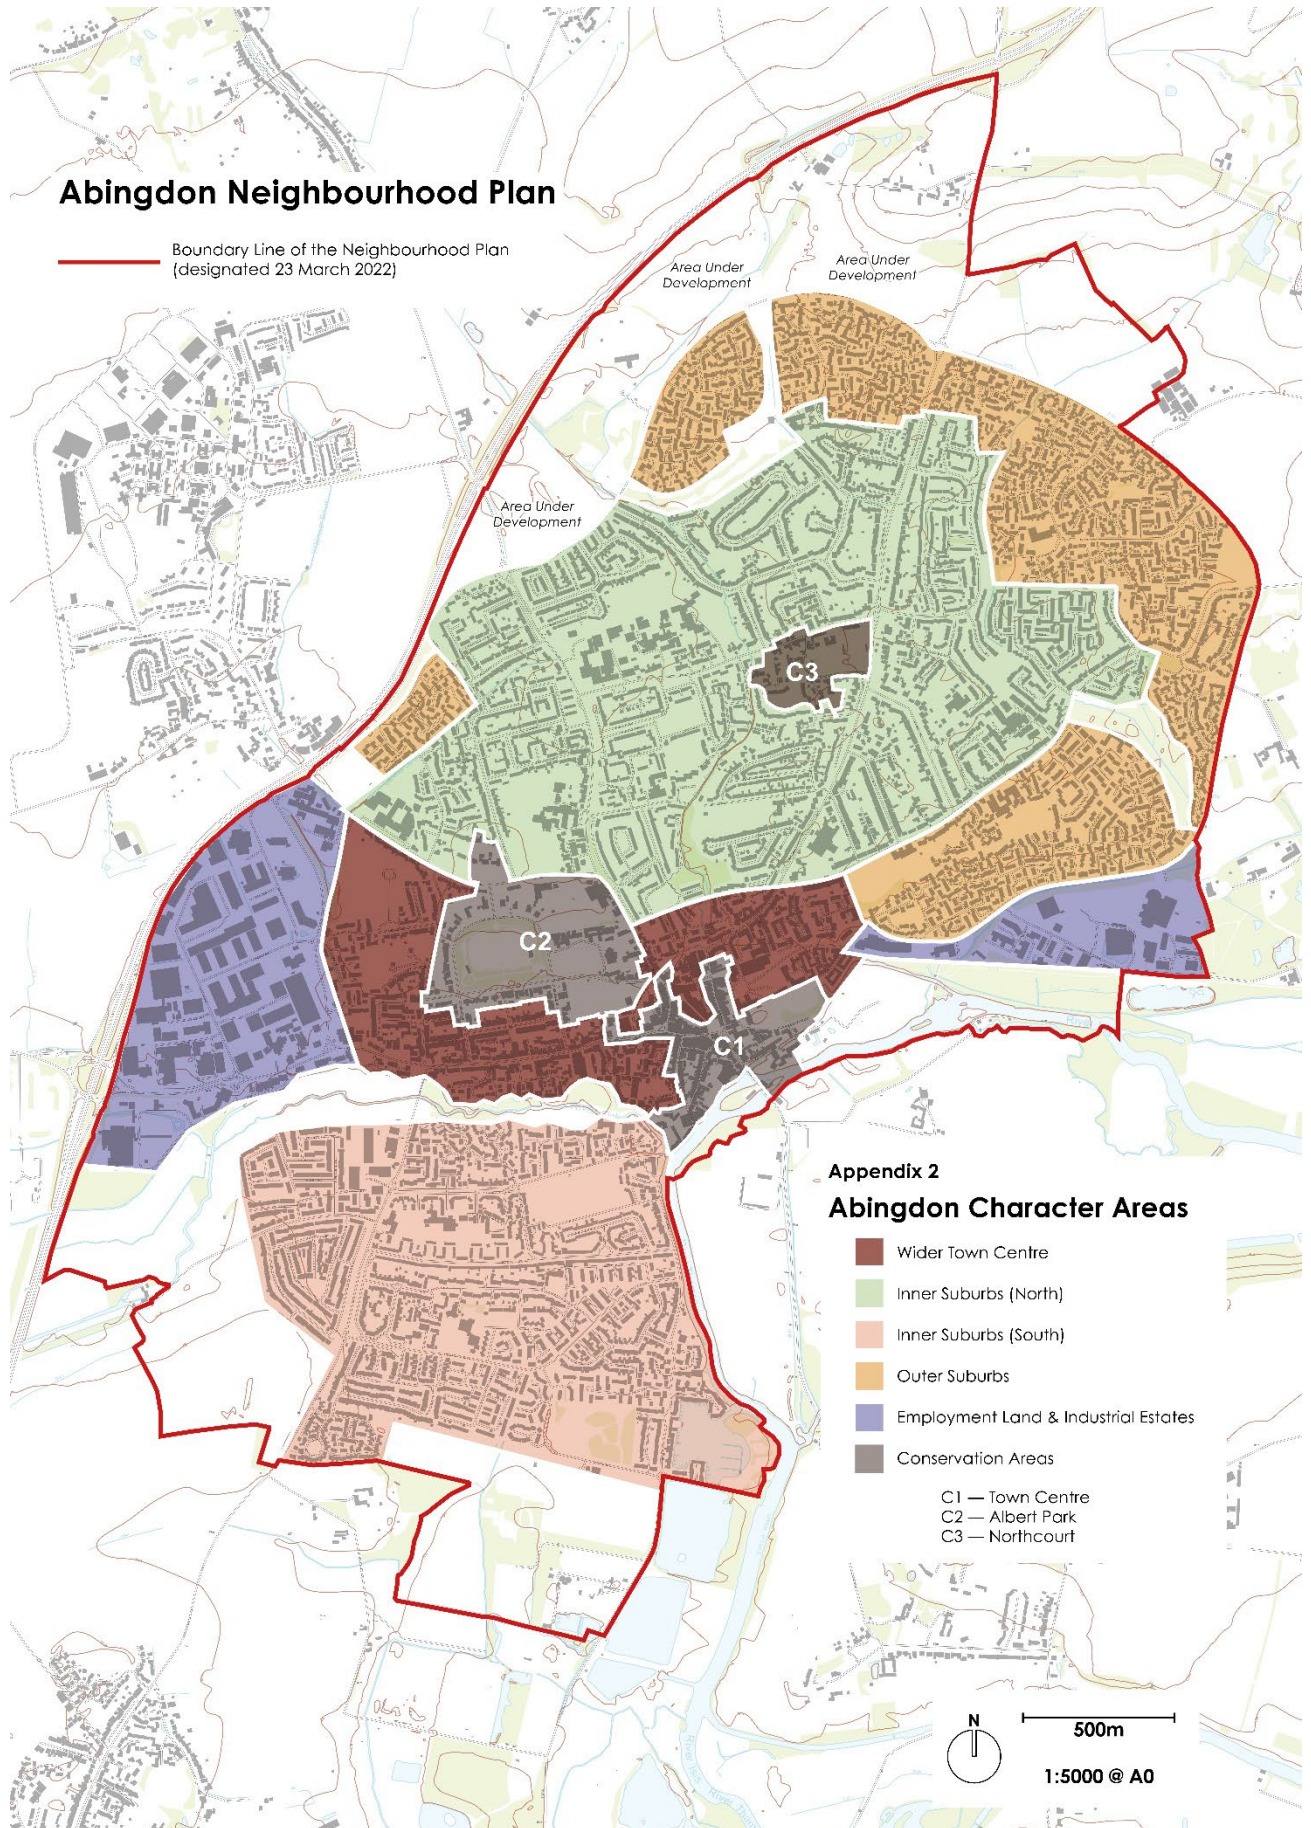 Abingdon Neighbourhood Plan
Boundary Line of the Neighbourhood Plan
(designated 23 March 2022)
Area Under
Development
Area Under
Development
Area Under
Development
C3
C2
C1
River
Appendix 2
Abingdon Character Areas
Wider Town Centre
Inner Suburbs (North)
Inner Suburbs (South)
Outer Suburbs
Employment Land & Industrial Estates
Conservation Areas
C1 — Town Centre
C2 — Albert Park
C3 — Northcourt
N
500m
1:5000 @ A0